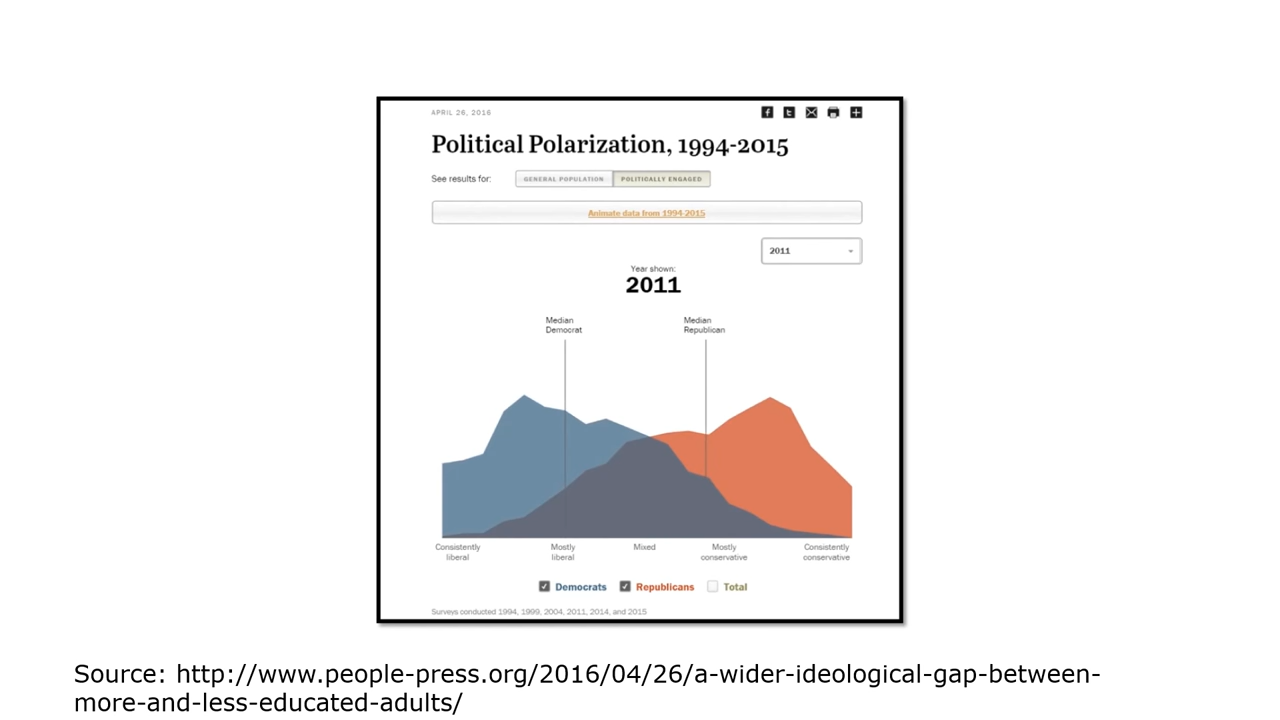 APRIL 26, 2016
Political Polarization, 1994-2015
See results for:
GENERAL POPULATION
POLITICALLY ENGAGED
Animate data from 1994-2015
2011
Year shown:
2011
Median
Democrat
Median
Republican
Consistently
liberal
Mostly
liberal
Mixed
Mostly
conservative
Consistently
conservative
Democrats
Republicans
Total
Surveys conducted 1994, 1999, 2004, 2011, 2014, and 2015
Source: http://www.people-press.org/2016/04/26/a-wider-ideological-gap-between-
more-and-less-educated-adults/